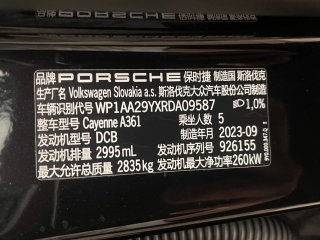 品牌 PORSCHE 保时捷 制造国 斯洛伐克
生产厂名 Volkswagen Slovakia a.s. 斯洛伐克大众汽车股份公司制造
车辆识别代号 WP1AA29YXRDA09587 1,0%
整车型号 Cayenne A361 乘坐人数 5
发动机型号 DCB 制造年月 2023-09
发动机排量 2995 mL 发动机序列号 926155
最大允许总质量 2835 kg 发动机最大净功率 260kW